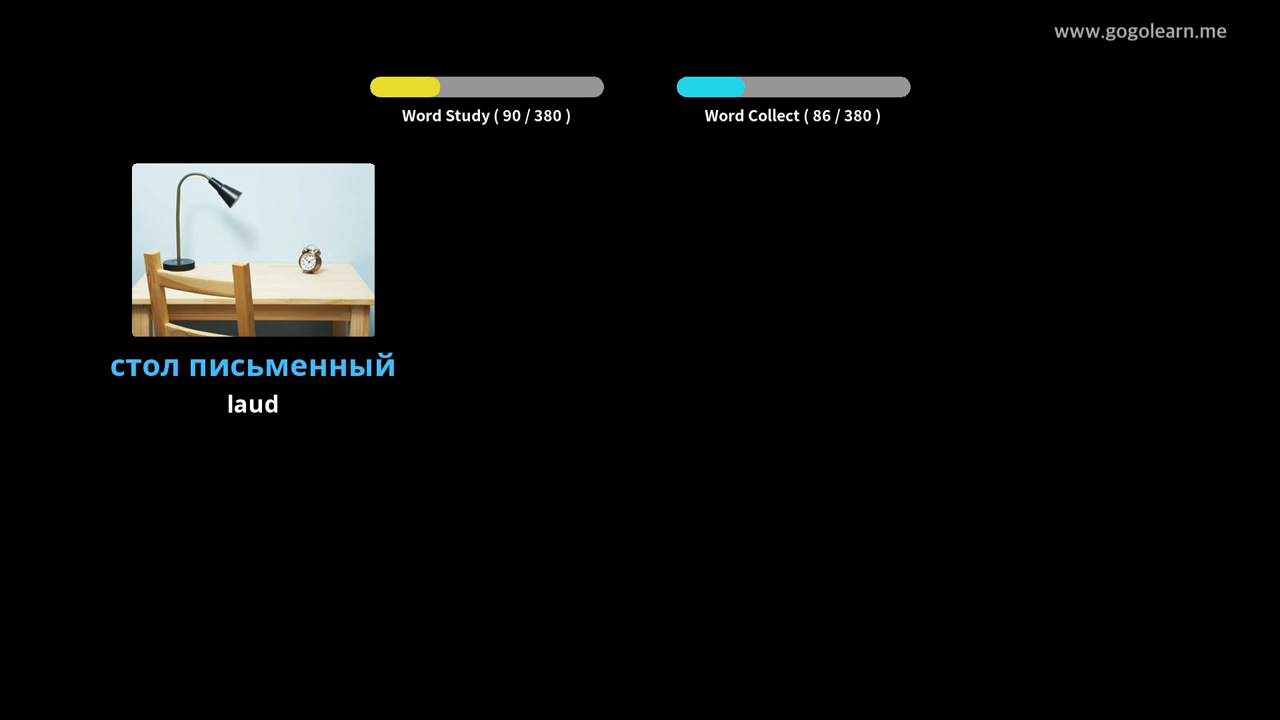 www.gogolearn.me
Word Study ( 90 / 380 )
Word Collect ( 86 / 380 )
стол письменный
laud